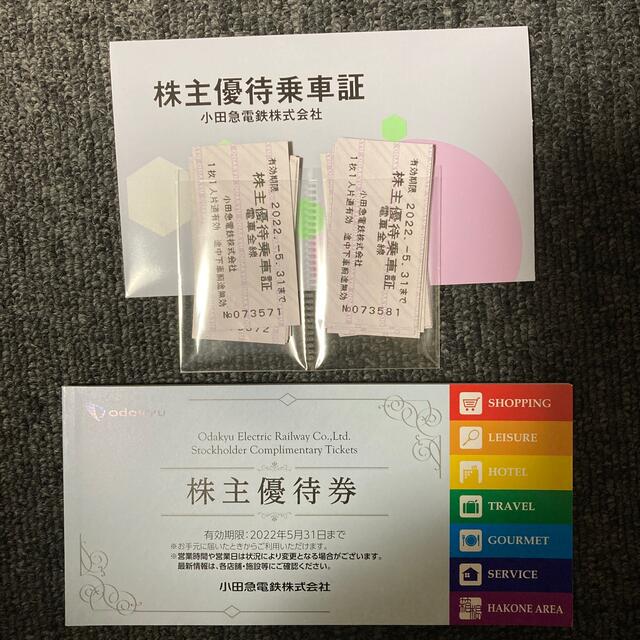 株主優待乗車証
小田急電鉄株式会社
有効期限 2022.-5.31まで
株主優待乗車証
電車全線
小田急電鉄株式会社
1枚1人片道有効 途中下車前途無効
№073571
有効期限 2022.-5.31まで
株主優待乗車証
電車全線
小田急電鉄株式会社
1枚1人片道有効 途中下車前途無効
№073581
odakyu
Odakyu Electric Railway Co.,Ltd.
Stockholder Complimentary Tickets
株主優待券
有効期限:2022年5月31日まで
※お手元に届いたときからご利用いただけます。
※営業時間や営業日は状況により変更となる場合がございます。
最新情報は、各店舗・施設等にご確認ください。
小田急電鉄株式会社
SHOPPING
LEISURE
HOTEL
TRAVEL
GOURMET
SERVICE
箱根
HAKONE AREA